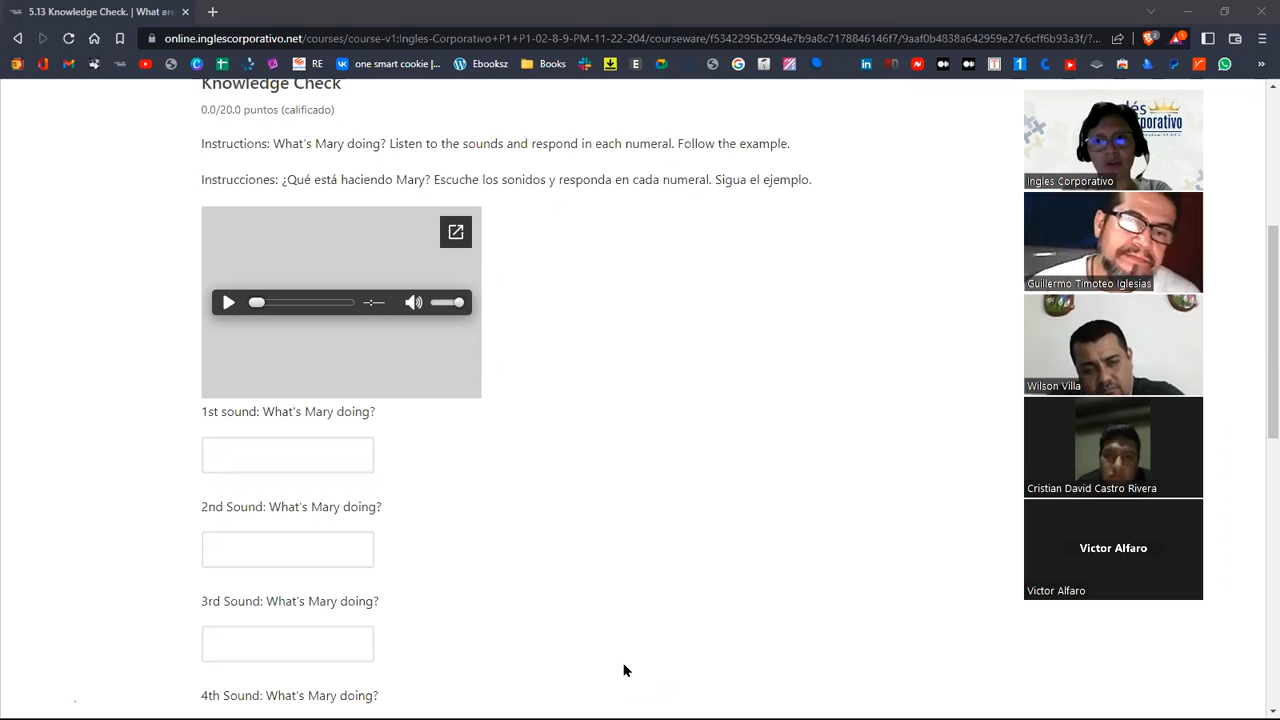 5.13 Knowledge Check. | What are
online.inglescorporativo.net/courses/course-v1:Ingles-Corporativo+P1+P1-02-8-9-PM-11-22-204/courseware/f5342295b2594e7b9a8c7178846146f7/9aaf0b4838a642959e27c6cff6b93a3f/?...
RE
one smart cookie |...
Ebooksz
Books
Knowledge Check
0.0/20.0 puntos (calificado)
Instructions: What's Mary doing? Listen to the sounds and respond in each numeral. Follow the example.
Instrucciones: ¿Qué está haciendo Mary? Escuche los sonidos y responda en cada numeral. Sigua el ejemplo.
-:--
1st sound: What's Mary doing?
2nd Sound: What's Mary doing?
3rd Sound: What's Mary doing?
4th Sound: What's Mary doing?
Ingles Corporativo
Guillermo Timoteo Iglesias
Wilson Villa
Cristian David Castro Rivera
Victor Alfaro
Victor Alfaro